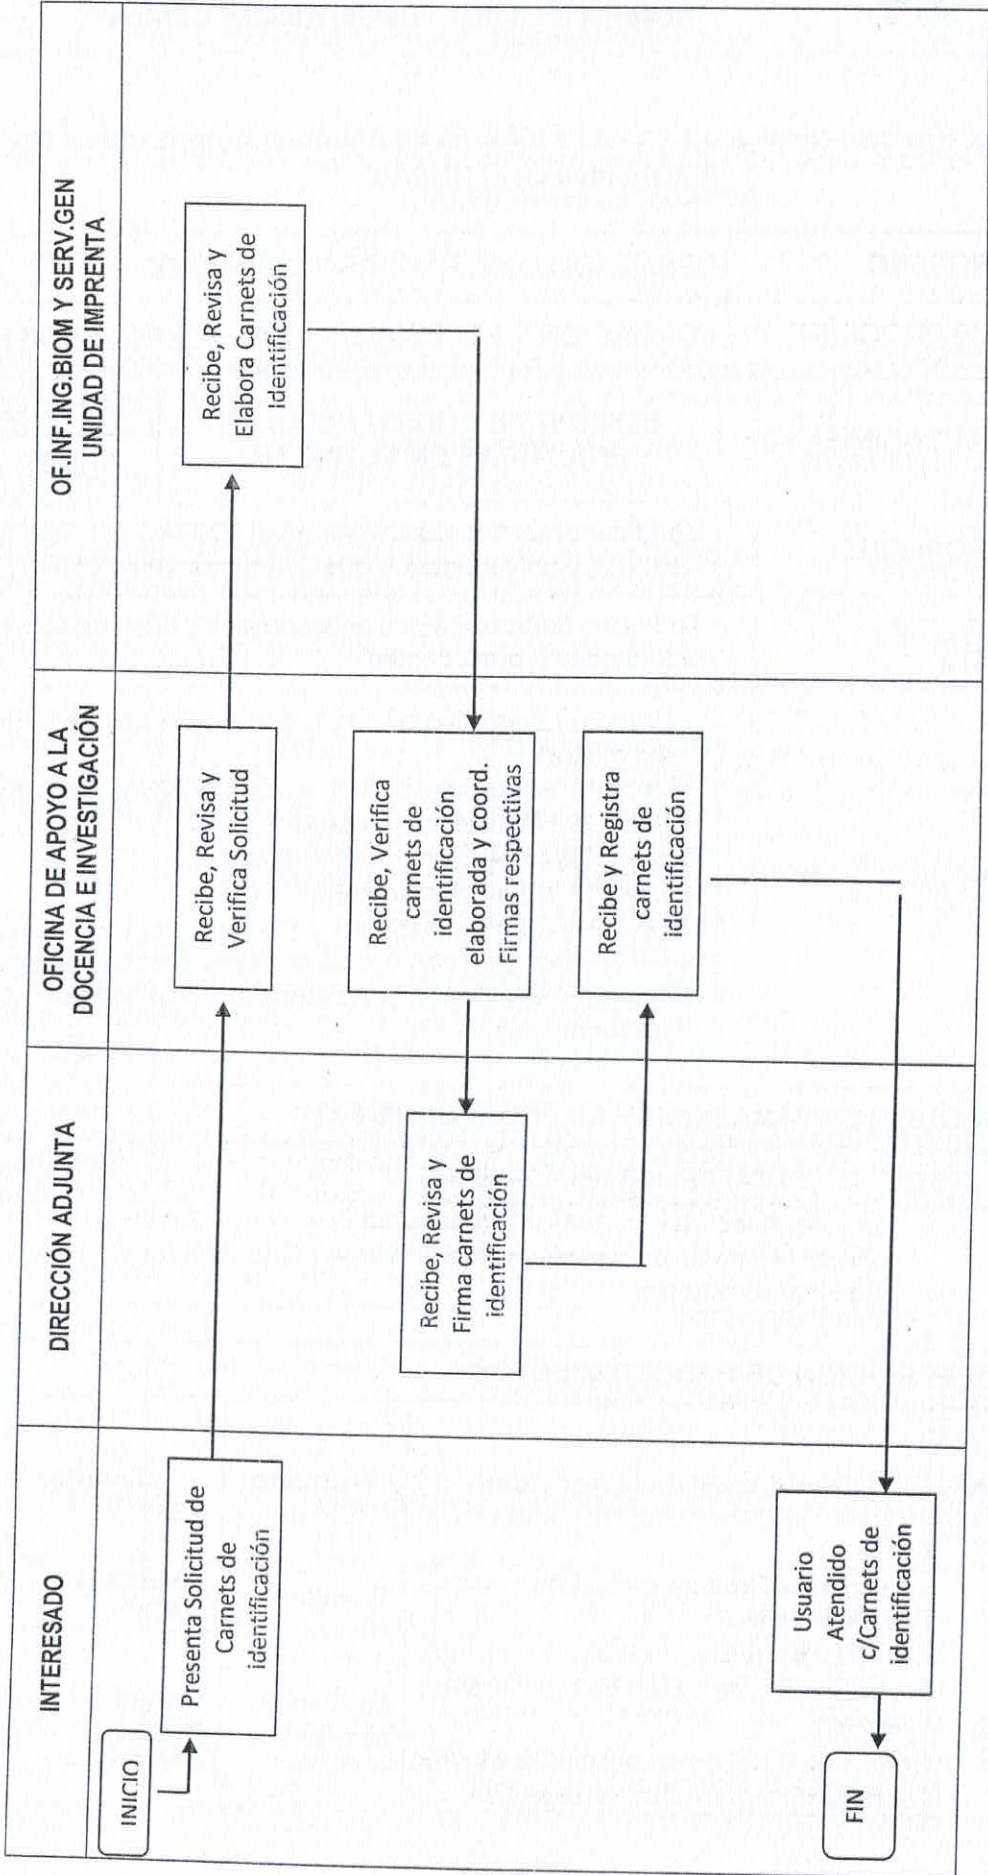 INTERESADO
DIRECCIÓN ADJUNTA
OFICINA DE APOYO A LA
DOCENCIA E INVESTIGACIÓN
OF.INF.ING.BIOM Y SERV.GEN
UNIDAD DE IMPRENTA
INICIO
Presenta Solicitud de
Carnets de
identificación
Recibe, Revisa y
Verifica Solicitud
Recibe, Revisa y
Elabora Carnets de
Identificación
Recibe, Verifica
carnets de
identificación
elaborada y coord.
Firmas respectivas
Recibe, Revisa y
Firma carnets de
identificación
Recibe y Registra
carnets de
identificación
Usuario
Atendido
c/Carnets de
identificación
FIN